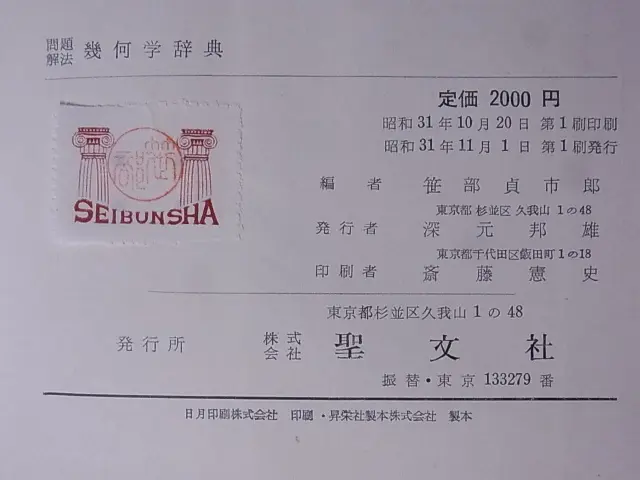 問題解法 幾何学辞典
SEIBUNSHA
定価 2000 円
昭和 31 年 10 月 20 日 第 1 刷印刷
昭和 31 年 11 月 1 日 第 1 刷発行
編者 笹部貞市郎
東京都 杉並区 久我山 1 の 48
発行者 深元邦雄
東京都千代田区飯田町 1 の 18
印刷者 斎藤憲史
東京都杉並区久我山 1 の 48
発行所 株式会社 聖文社
振替・東京 133279 番
日月印刷株式会社 印刷・昇栄社製本株式会社 製本